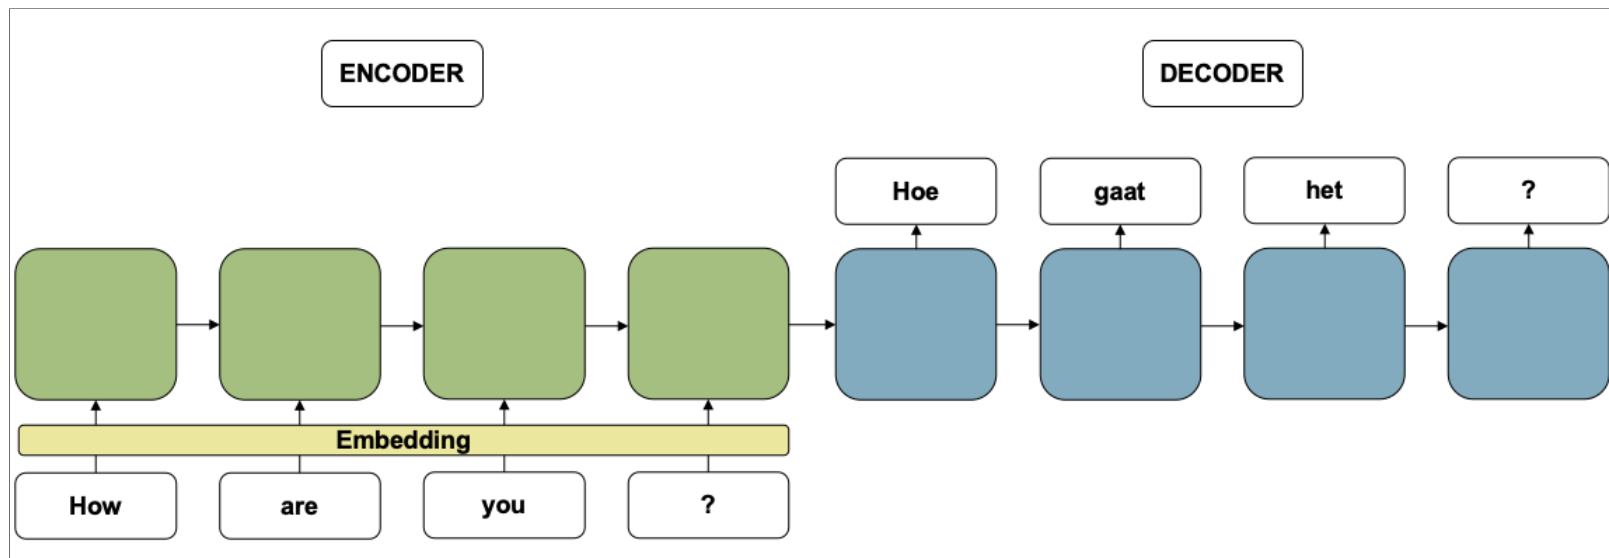 ENCODER
DECODER
Hoe
gaat
het
?
Embedding
How
are
you
?